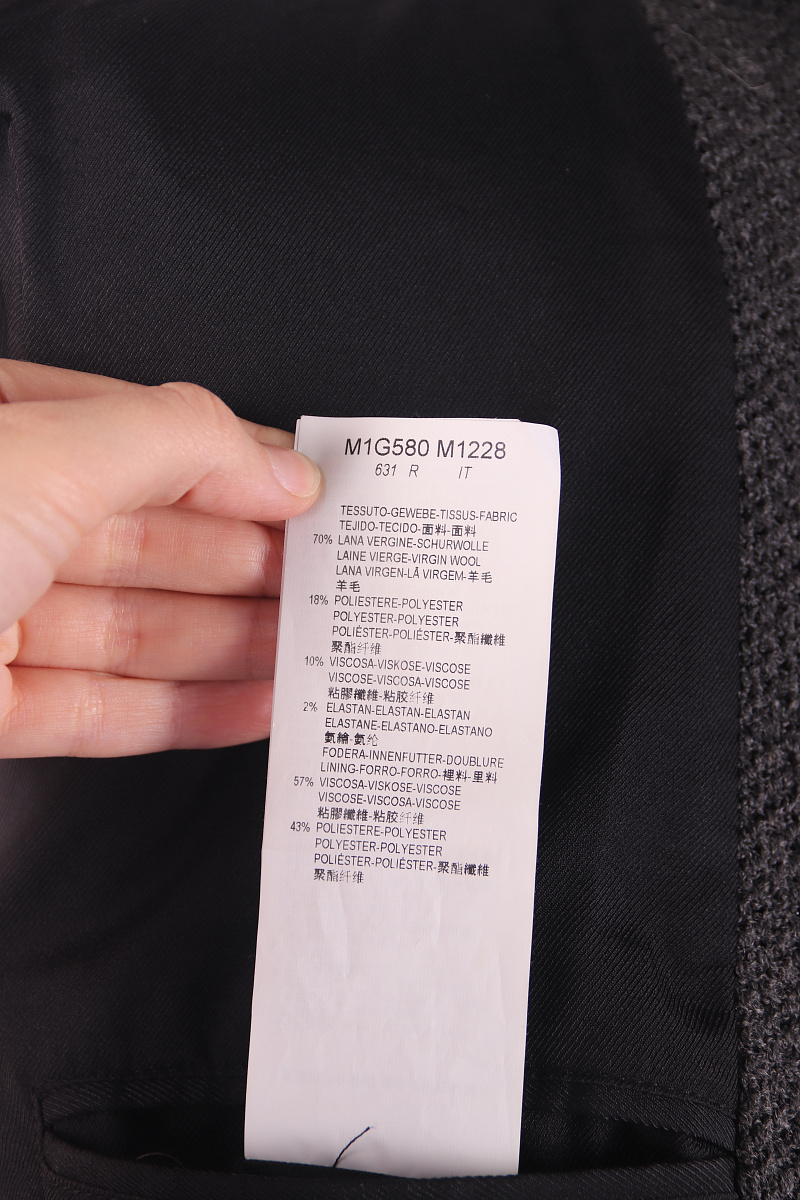 M1G580 M1228
631 R IT
TESSUTO-GEWEBE-TISSUS-FABRIC
TEJIDO-TECIDO-面料-面料
70% LANA VERGINE-SCHURWOLLE
LAINE VIERGE-VIRGIN WOOL
LANA VIRGEN-LÃ VIRGEM-羊毛
羊毛
18% POLIESTERE-POLYESTER
POLYESTER-POLYESTER
POLIÉSTER-POLIÉSTER-聚酯纖維
聚酯纤维
10% VISCOSA-VISKOSE-VISCOSE
VISCOSE-VISCOSA-VISCOSE
粘膠纖維-粘胶纤维
2% ELASTAN-ELASTAN-ELASTAN
ELASTANE-ELASTANO-ELASTANO
氨綸-氨纶
FODERA-INNENFUTTER-DOUBLURE
LINING-FORRO-FORRO-裡料-里料
57% VISCOSA-VISKOSE-VISCOSE
VISCOSE-VISCOSA-VISCOSE
粘膠纖維-粘胶纤维
43% POLIESTERE-POLYESTER
POLYESTER-POLYESTER
POLIÉSTER-POLIÉSTER-聚酯纖維
聚酯纤维